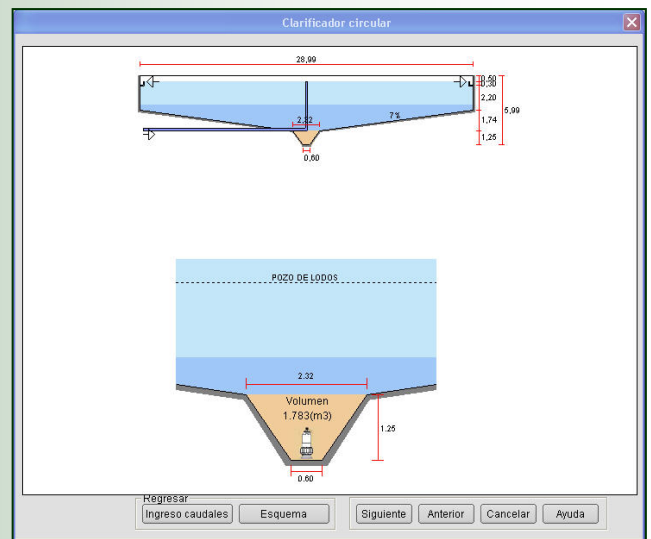 Clarificador circular
28,99
0,50
0,30
2,20
5,99
7%
2,32
1,74
1,25
0,60
POZO DE LODOS
2.32
Volumen
1.783(m3)
1.25
0.60
Regresar
Ingreso caudales Esquema Siguiente Anterior Cancelar Ayuda